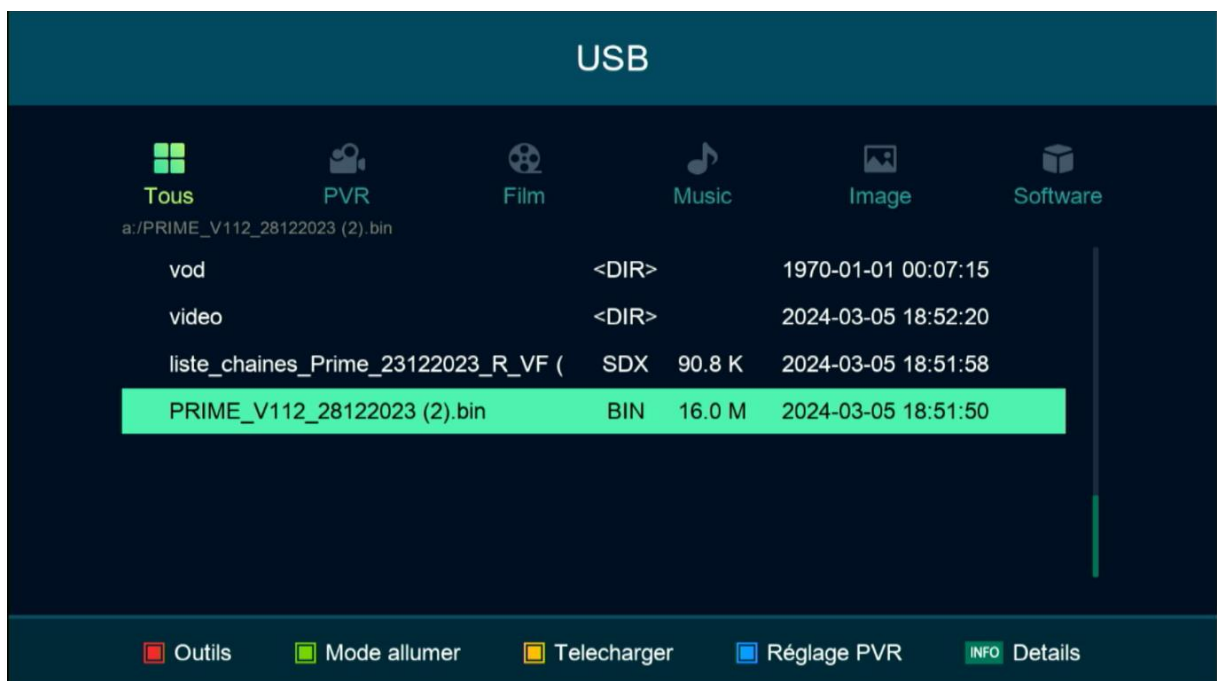 USB
Tous PVR Film Music Image Software
a:/PRIME_V112_28122023 (2).bin
vod <DIR> 1970-01-01 00:07:15
video <DIR> 2024-03-05 18:52:20
liste_chaines_Prime_23122023_R_VF ( SDX 90.8 K 2024-03-05 18:51:58
PRIME_V112_28122023 (2).bin BIN 16.0 M 2024-03-05 18:51:50
Outils Mode allumer Telecharger Réglage PVR INFO Details